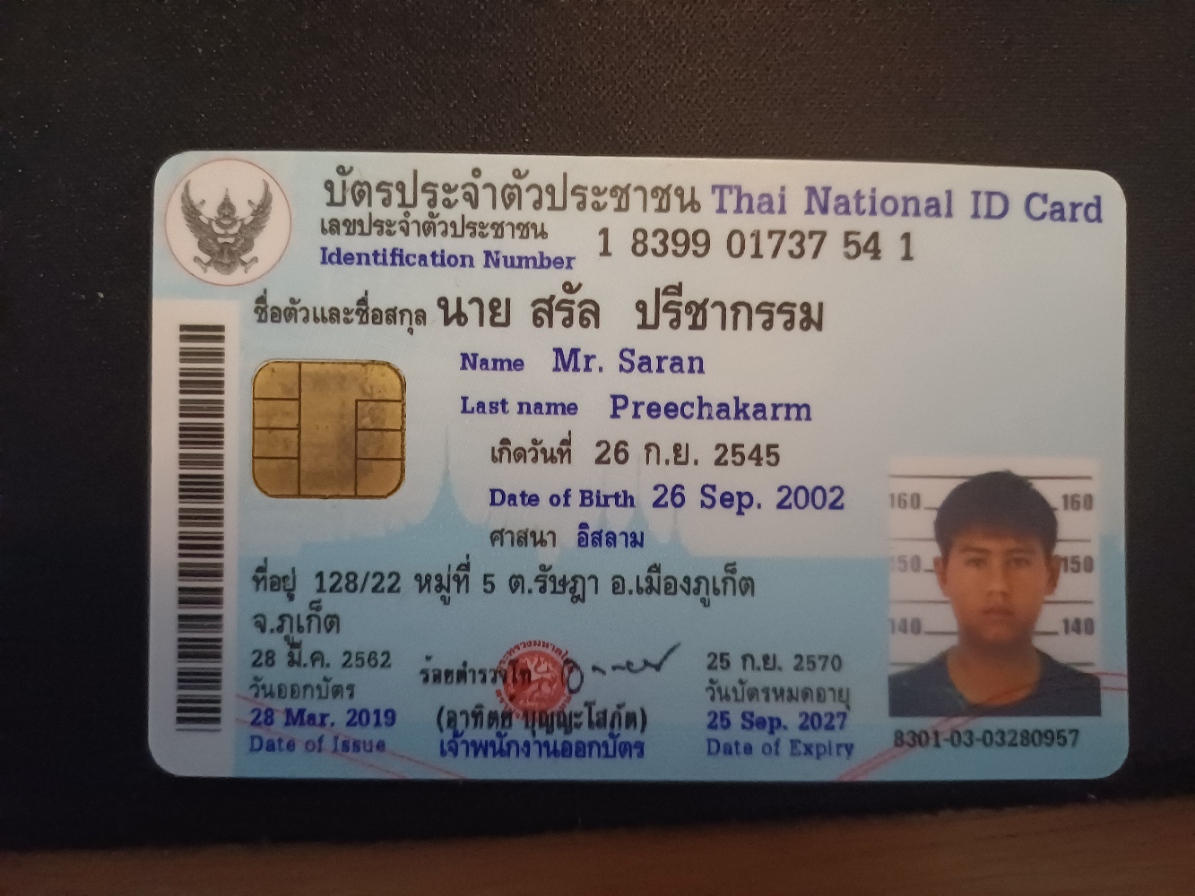 บัตรประจำตัวประชาชน Thai National ID Card
เลขประจำตัวประชาชน 1 8399 01737 54 1
Identification Number
ชื่อตัวและชื่อสกุล นาย สรัล ปรีชากรรม
Name Mr. Saran
Last name Preechakarm
เกิดวันที่ 26 ก.ย. 2545
Date of Birth 26 Sep. 2002
ศาสนา อิสลาม
ที่อยู่ 128/22 หมู่ที่ 5 ต.รัษฎา อ.เมืองภูเก็ต
จ.ภูเก็ต
28 มี.ค. 2562
วันออกบัตร
28 Mar. 2019
Date of Issue
ร้อยตำรวจโท
เจ้าพนักงานออกบัตร
25 ก.ย. 2570
วันบัตรหมดอายุ
25 Sep. 2027
Date of Expiry
160 160
150 150
140 140
8301-03-03280957